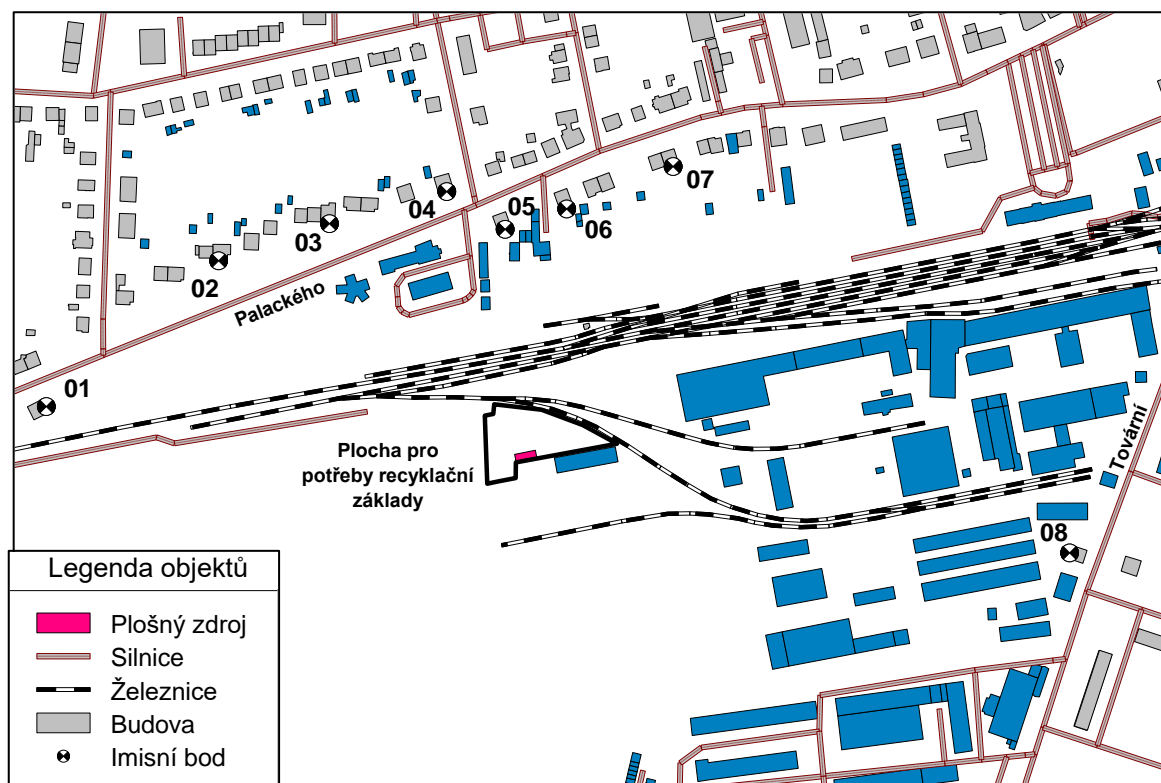 07
04
05
03
06
02
Palackého
01
Plocha pro
potřeby recyklační
základy
Tovární
08
Legenda objektů
Plošný zdroj
Silnice
Železnice
Budova
Imisní bod